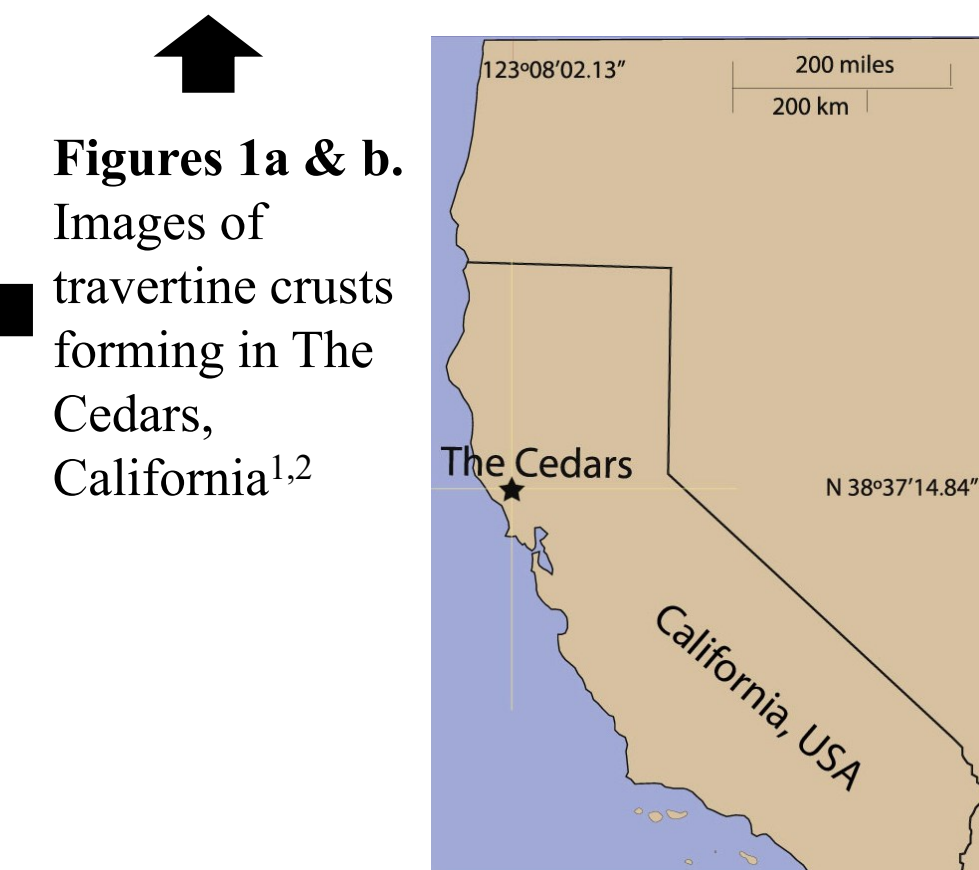 Figures 1a & b.
Images of
travertine crusts
forming in The
Cedars,
California1,2
123º08’02.13”
200 miles
200 km
The Cedars
N 38º37’14.84”
California, USA